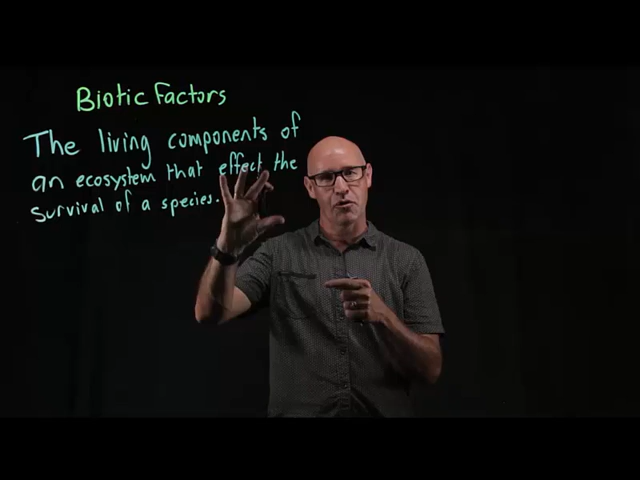 Biotic Factors
The living components of
an ecosystem that effect the
survival of a species.